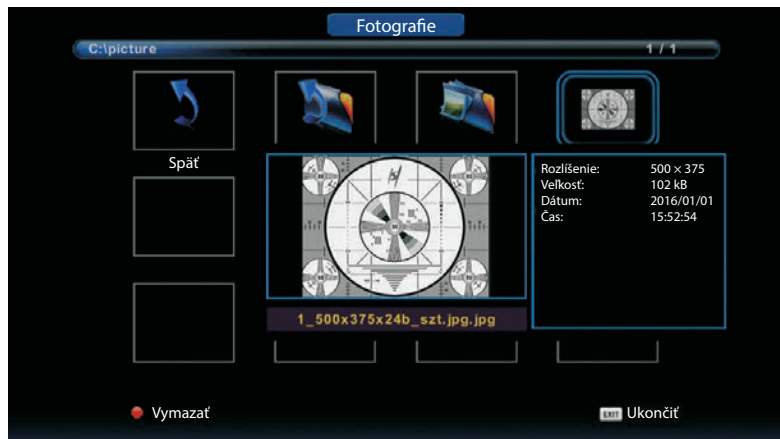 Fotografie
C:\picture 1 / 1
Späť
Rozlíšenie: 500 × 375
Veľkosť: 102 kB
Dátum: 2016/01/01
Čas: 15:52:54
1_500x375x24b_szt.jpg.jpg
Vymazať
EXIT Ukončiť